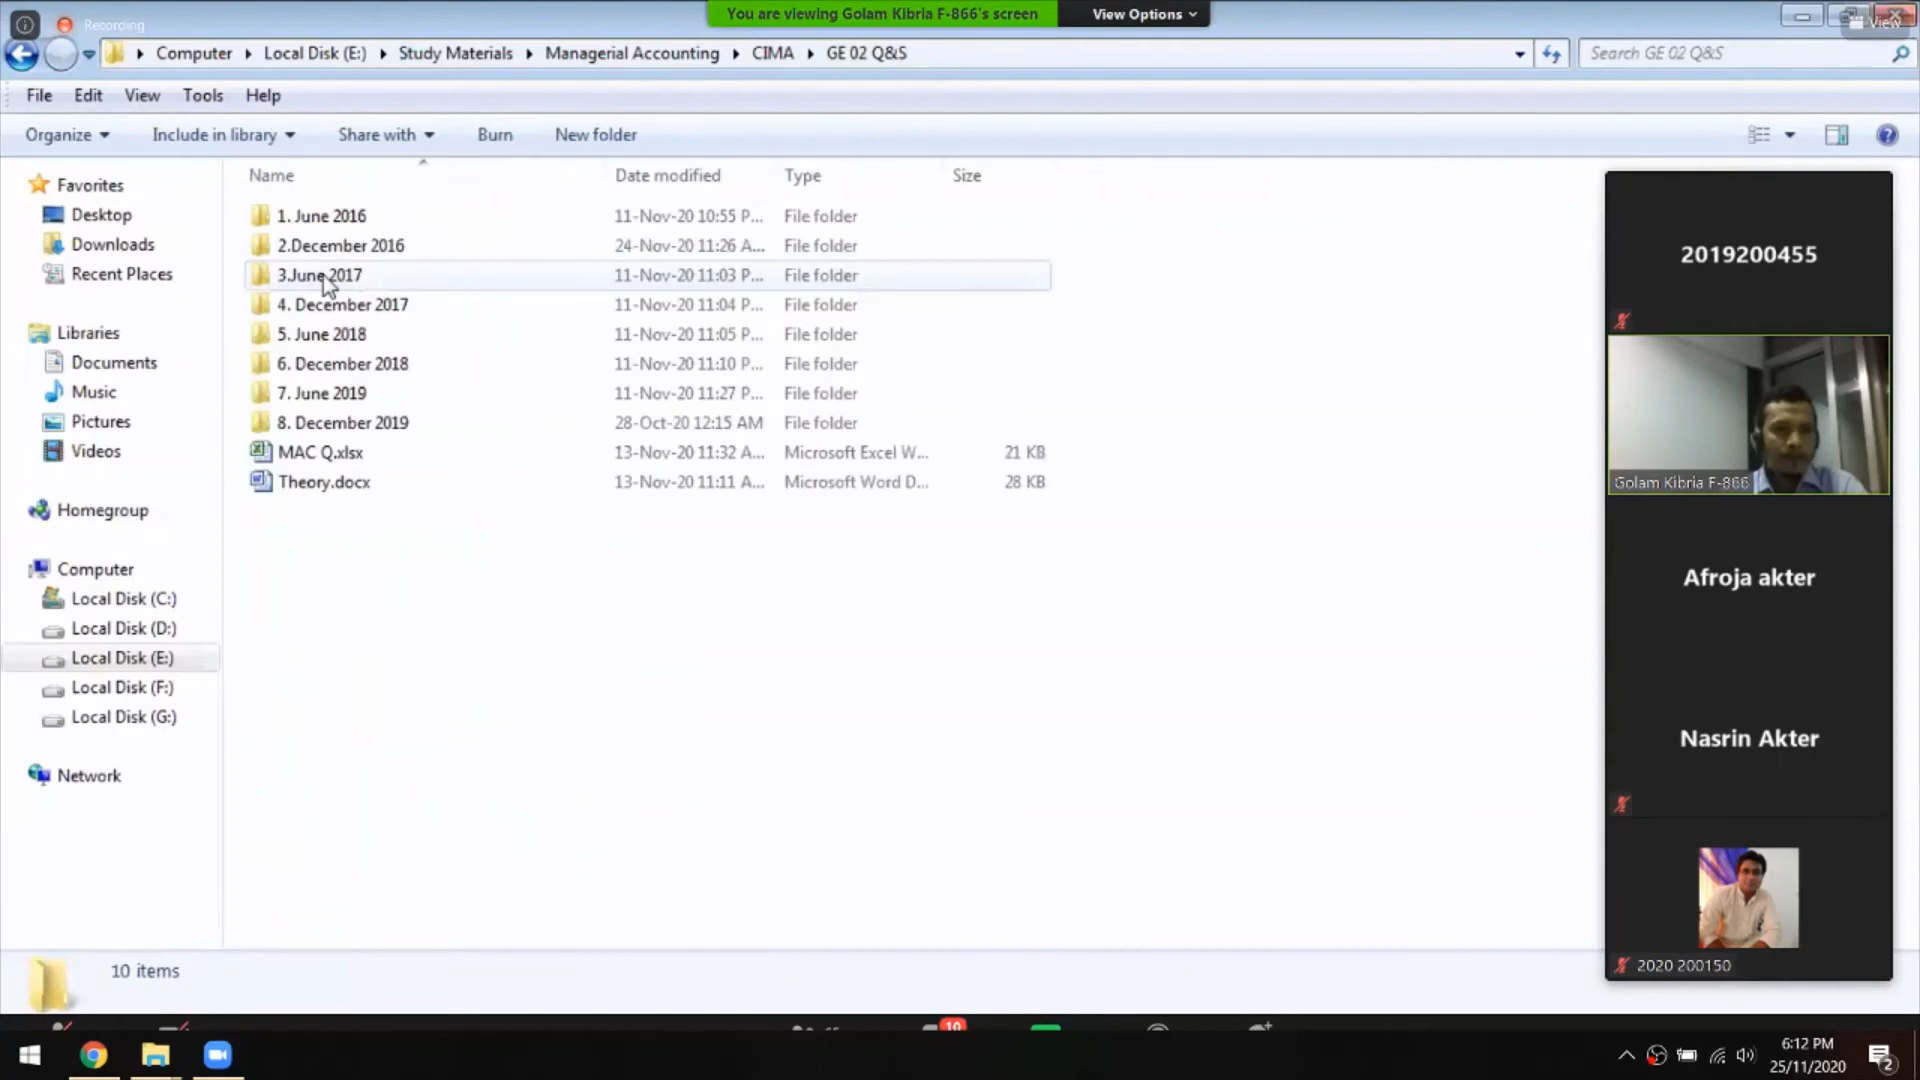 Recording
You are viewing Golam Kibria F-866's screen
View Options
View
Computer
Local Disk (E:)
Study Materials
Managerial Accounting
CIMA
GE 02 Q&S
Search GE 02 Q&S
File
Edit
View
Tools
Help
Organize
Include in library
Share with
Burn
New folder
Name
Date modified
Type
Size
1. June 2016
11-Nov-20 10:55 P...
File folder
2.December 2016
24-Nov-20 11:26 A...
File folder
3.June 2017
11-Nov-20 11:03 P...
File folder
4. December 2017
11-Nov-20 11:04 P...
File folder
5. June 2018
11-Nov-20 11:05 P...
File folder
6. December 2018
11-Nov-20 11:10 P...
File folder
7. June 2019
11-Nov-20 11:27 P...
File folder
8. December 2019
28-Oct-20 12:15 AM
File folder
MAC Q.xlsx
13-Nov-20 11:32 A...
Microsoft Excel W...
21 KB
Theory.docx
13-Nov-20 11:11 A...
Microsoft Word D...
28 KB
Favorites
Desktop
Downloads
Recent Places
Libraries
Documents
Music
Pictures
Videos
Homegroup
Computer
Local Disk (C:)
Local Disk (D:)
Local Disk (E:)
Local Disk (F:)
Local Disk (G:)
Network
2019200455
Golam Kibria F-866
Afroja akter
Nasrin Akter
2020 200150
10 items
10
6:12 PM
25/11/2020
2